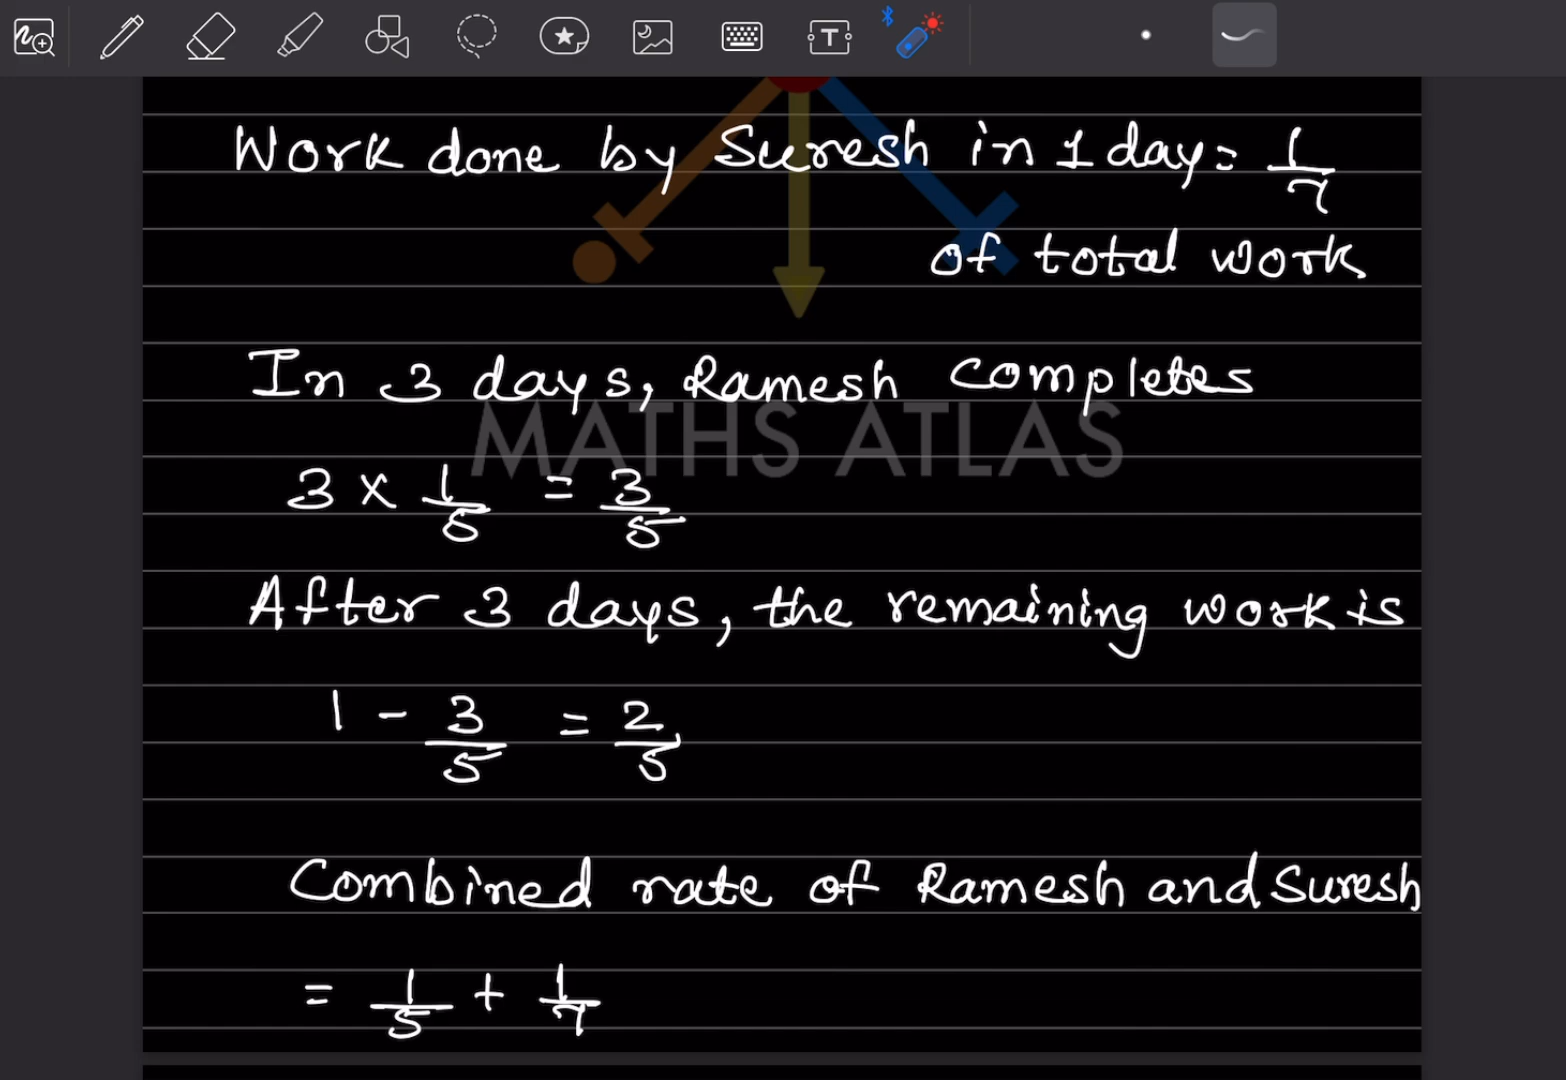 Work done by Suresh in 1 day = 1/7
of total work
In 3 days, Ramesh completes
MATHS ATLAS
3 × 1/5 = 3/5
After 3 days, the remaining work is
1 - 3/5 = 2/5
Combined rate of Ramesh and Suresh
= 1/5 + 1/7